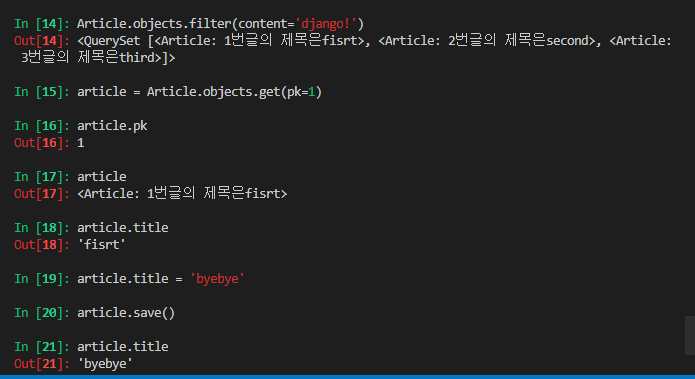 In [14]: Article.objects.filter(content='django!')
Out[14]: <QuerySet [<Article: 1번글의 제목은fisrt>, <Article: 2번글의 제목은second>, <Article:
3번글의 제목은third>]>
In [15]: article = Article.objects.get(pk=1)
In [16]: article.pk
Out[16]: 1
In [17]: article
Out[17]: <Article: 1번글의 제목은fisrt>
In [18]: article.title
Out[18]: 'fisrt'
In [19]: article.title = 'byebye'
In [20]: article.save()
In [21]: article.title
Out[21]: 'byebye'